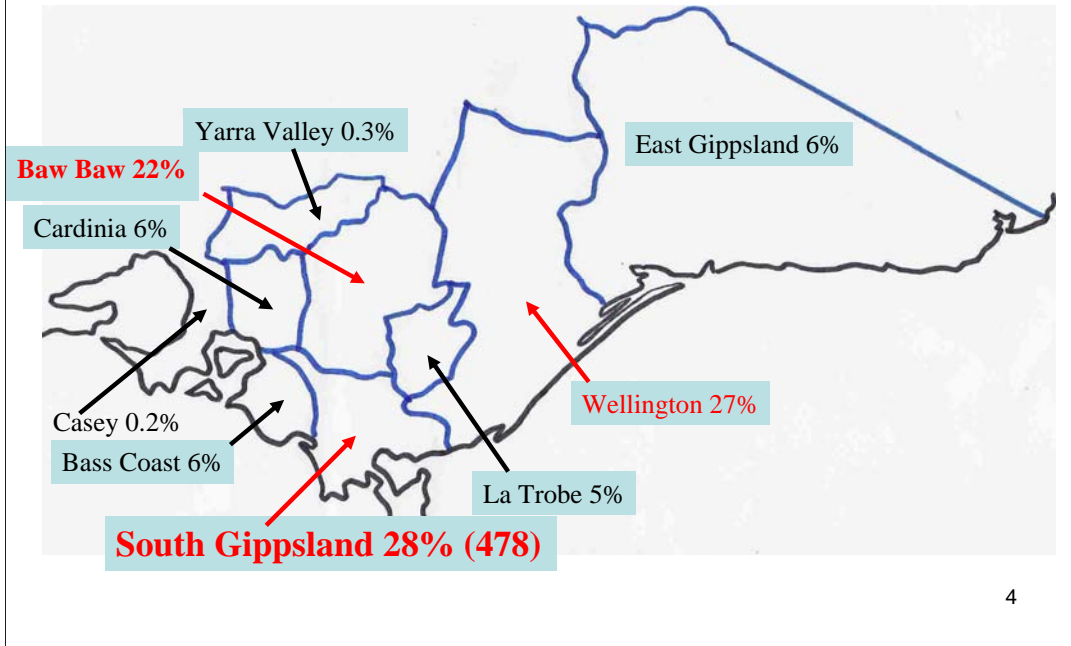 Yarra Valley 0.3%
East Gippsland 6%
Baw Baw 22%
Cardinia 6%
Wellington 27%
Casey 0.2%
Bass Coast 6%
La Trobe 5%
South Gippsland 28% (478)
4